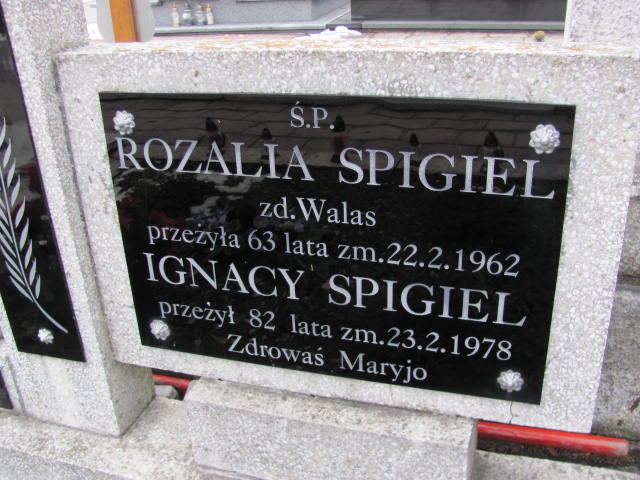 Ś.P.
ROZALIA SPIGIEL
zd. Walas
przeżyła 63 lata zm. 22.2.1962
IGNACY SPIGIEL
przeżył 82 lata zm. 23.2.1978
Zdrowaś Maryjo